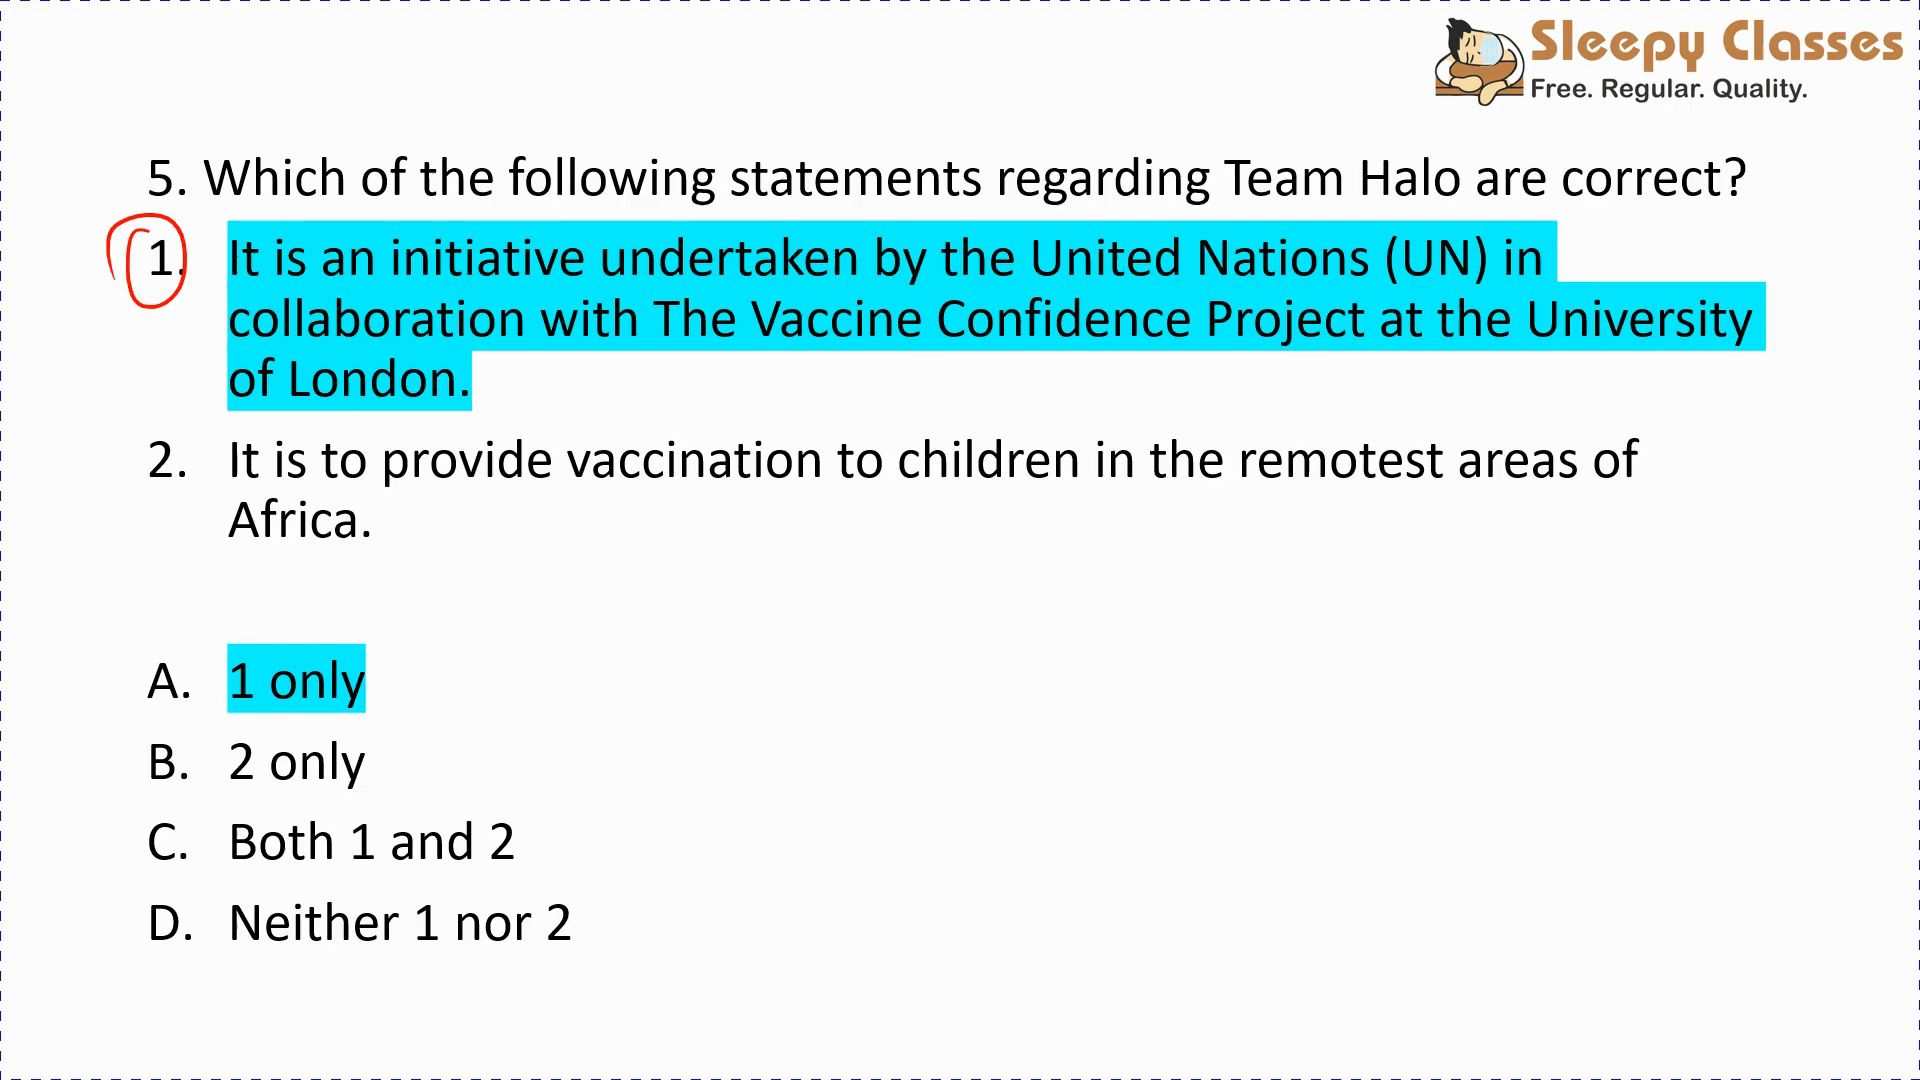 Sleepy Classes
Free. Regular. Quality.
5. Which of the following statements regarding Team Halo are correct?
1. It is an initiative undertaken by the United Nations (UN) in
collaboration with The Vaccine Confidence Project at the University
of London.
2. It is to provide vaccination to children in the remotest areas of
Africa.
A. 1 only
B. 2 only
C. Both 1 and 2
D. Neither 1 nor 2